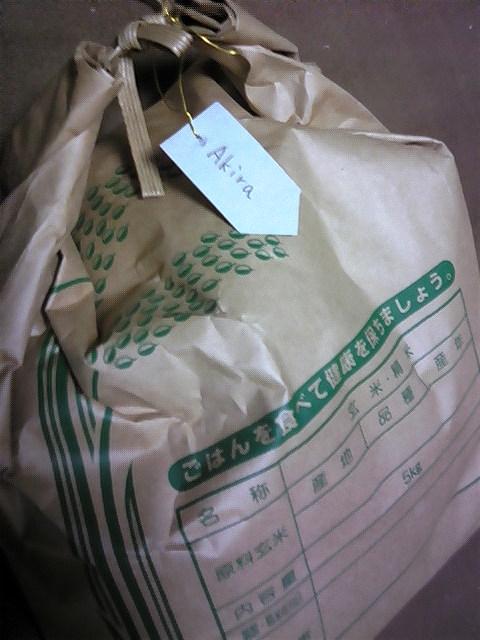 Akira
ごはんを食べて健康を保ちましょう。
名称
玄米・精米
原料玄米
産地 品種 産年
内容量
5kg